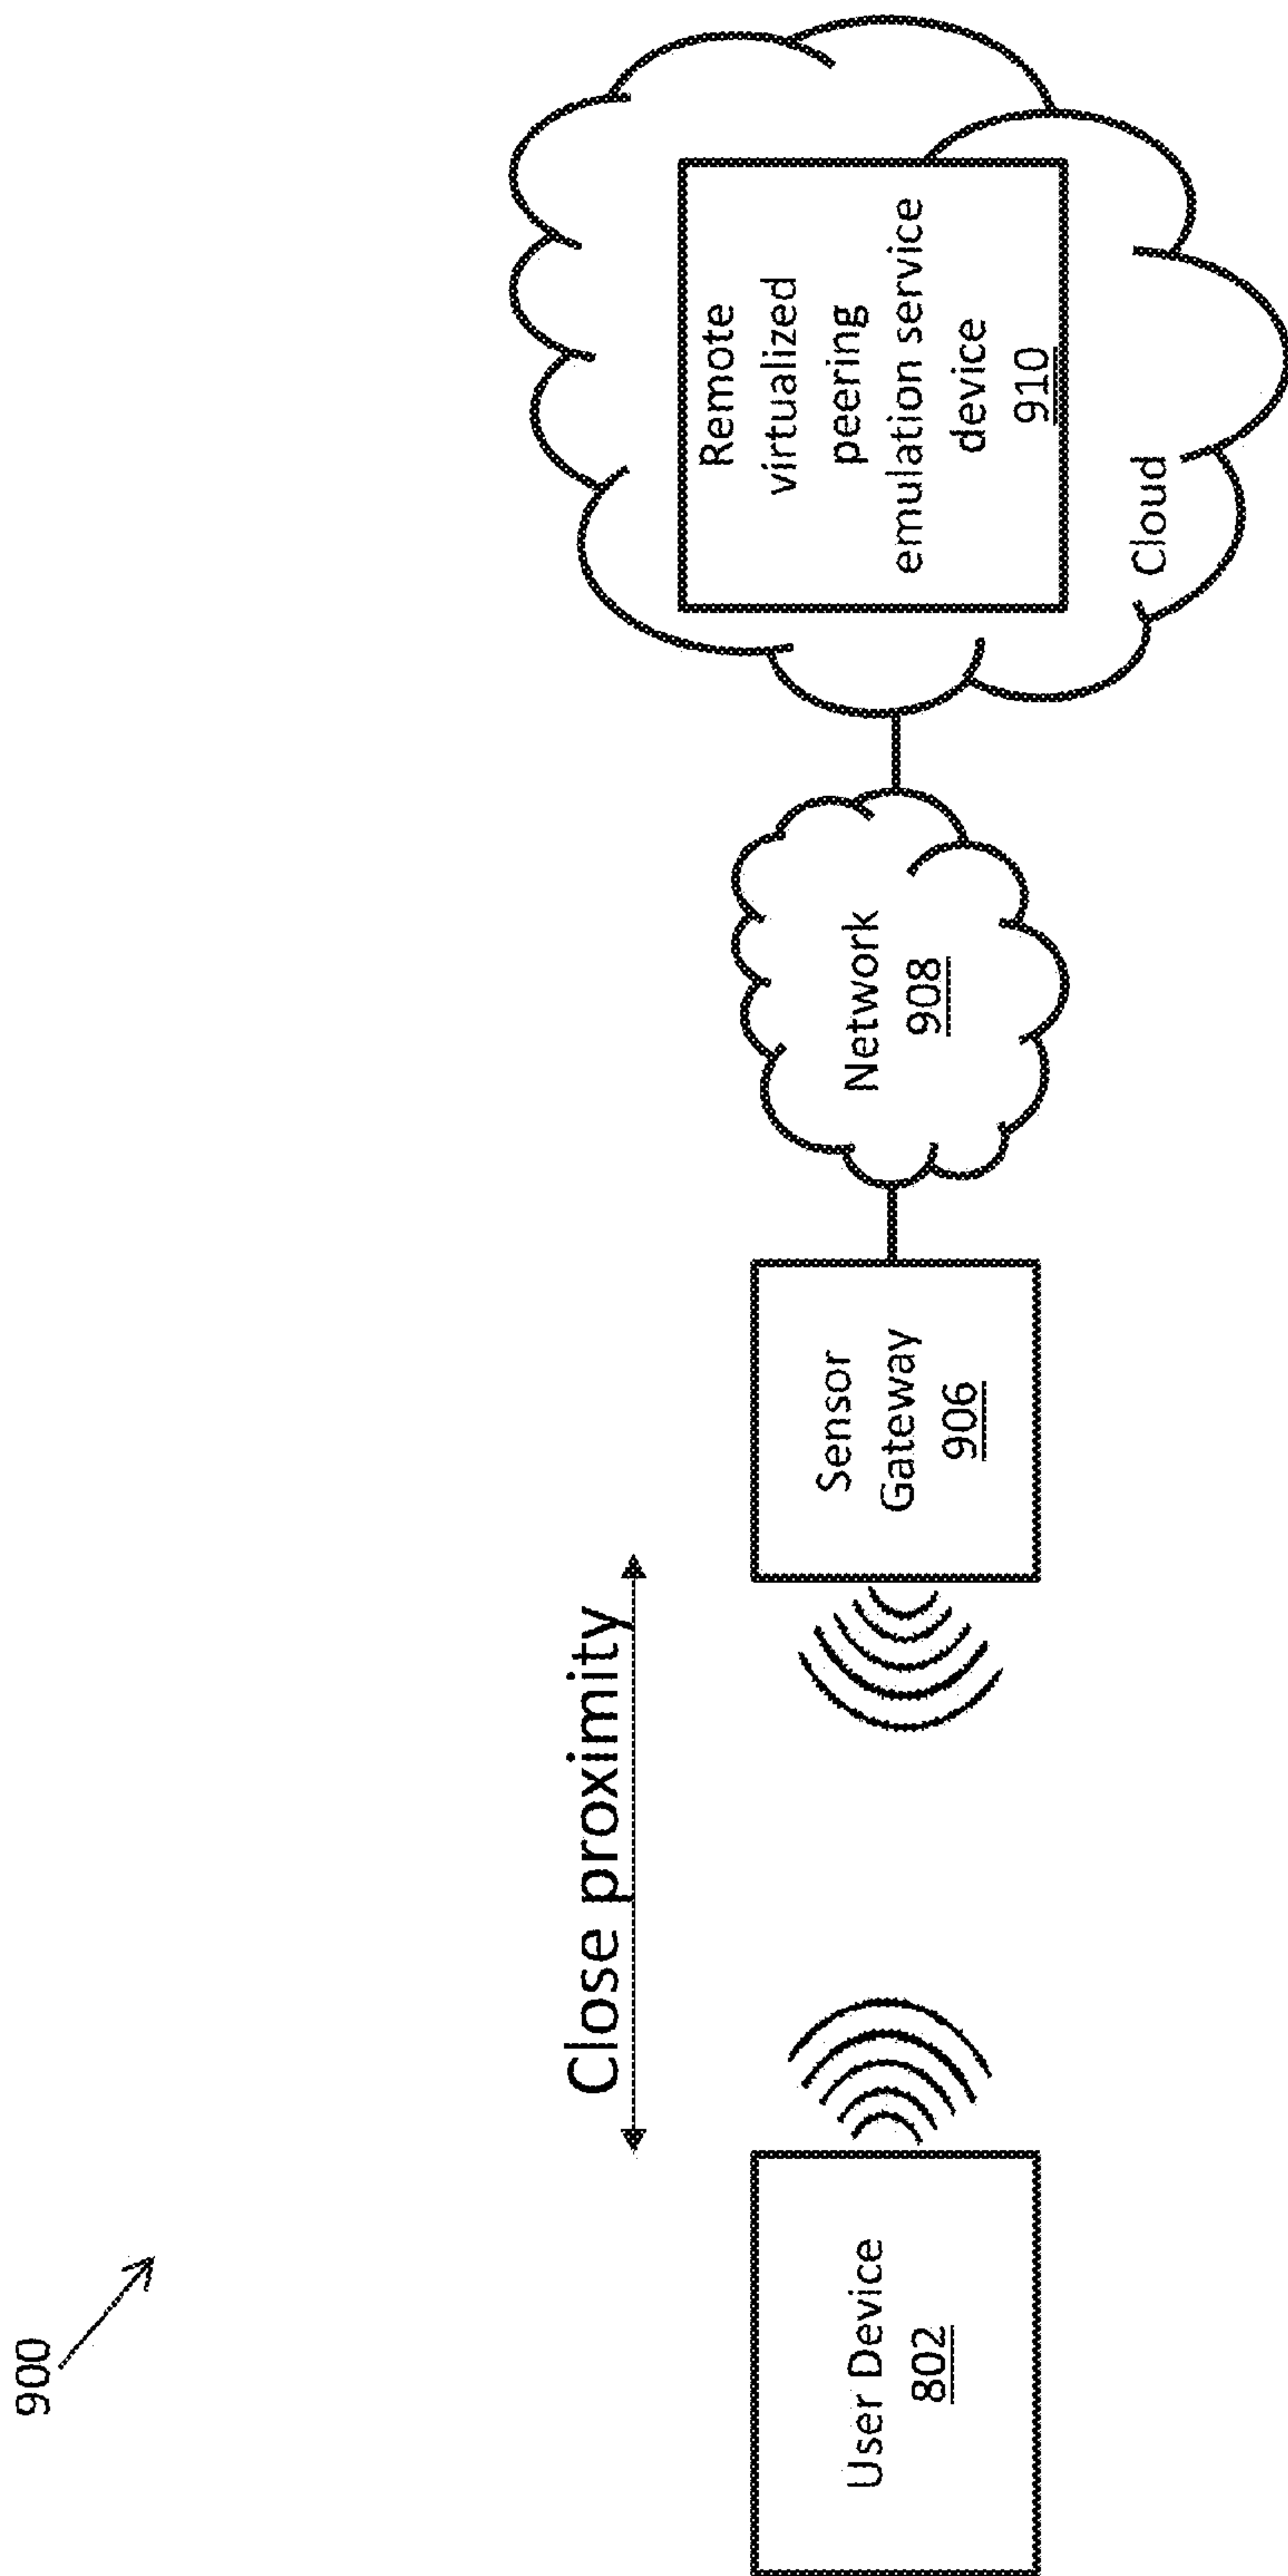 900
Close proximity
User Device
802
Sensor
Gateway
906
Network
908
Remote
virtualized
peering
emulation service
device
910
Cloud